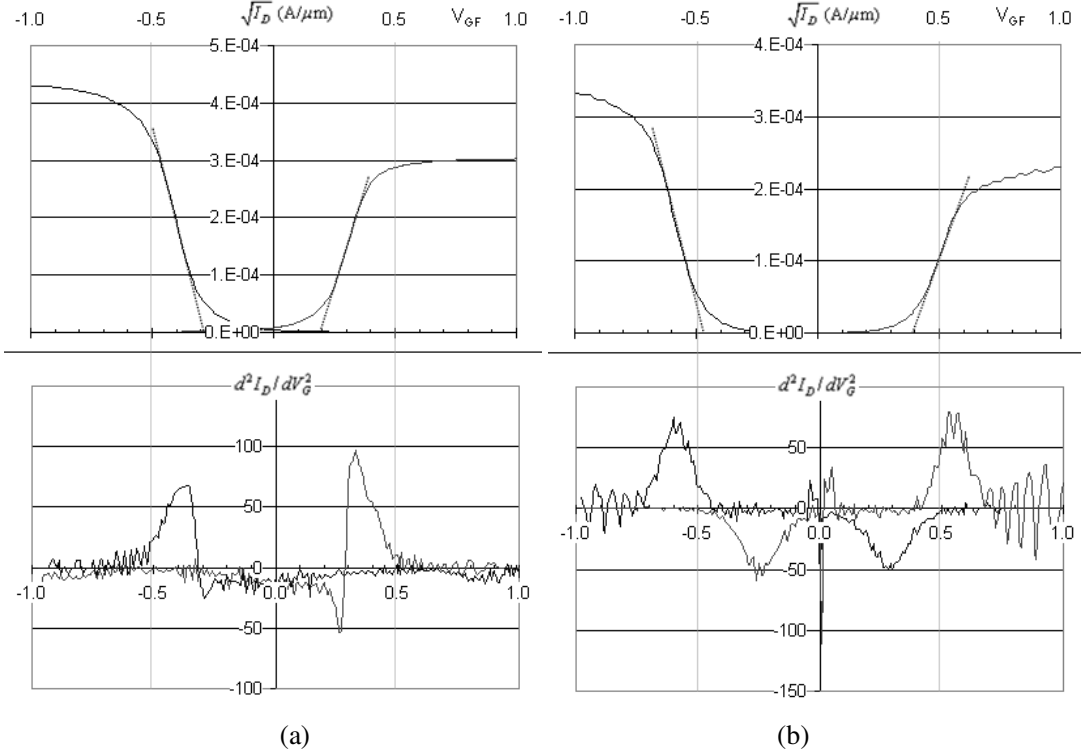 -1.0 -0.5 √I_D (A/μm) 0.5 V_GF 1.0
5.E-04
4.E-04
3.E-04
2.E-04
1.E-04
0.E+00
d²I_D/dV_G²
100
50
0
-1.0 -0.5 0.0 0.5 1.0
-50
-100
(a)
-1.0 -0.5 √I_D (A/μm) 0.5 V_GF 1.0
4.E-04
3.E-04
2.E-04
1.E-04
0.E+00
d²I_D/dV_G²
50
0
-1.0 -0.5 0.0 0.5 1.0
-50
-100
-150
(b)